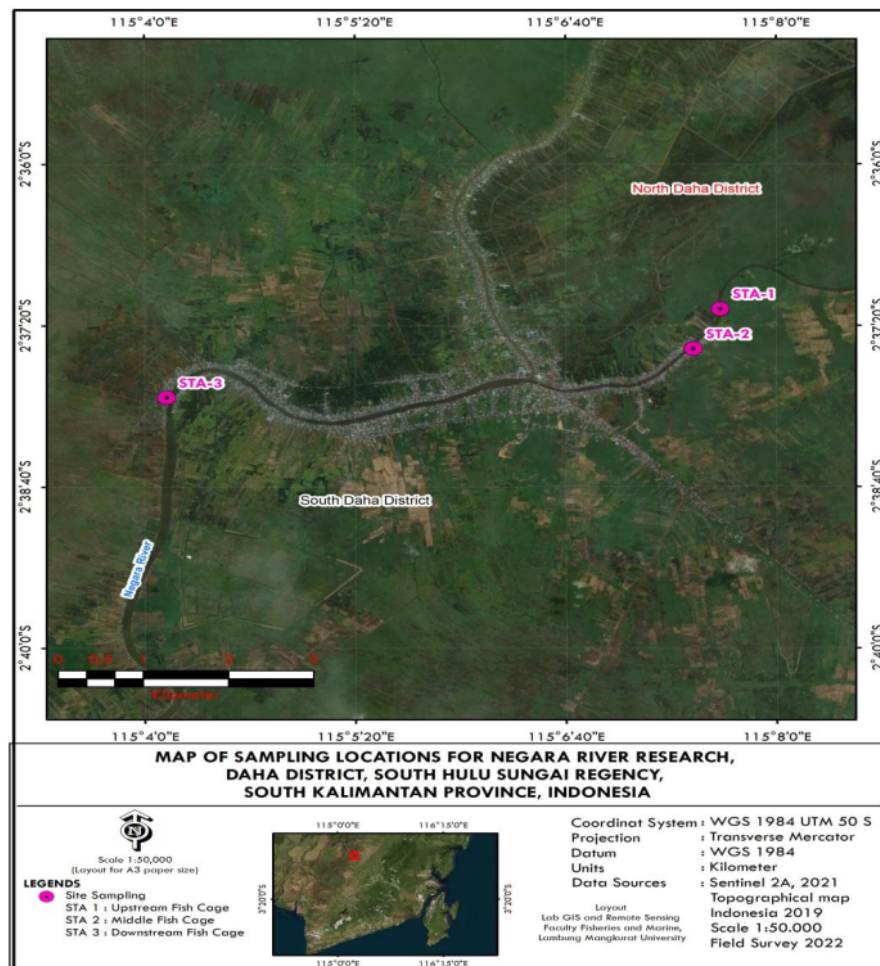 115°4'0"E 115°5'20"E 115°6'40"E 115°8'0"E
2°36'0"S 2°36'0"S
North Daha District
STA-1
2°37'20"S 2°37'20"S
STA-2
STA-3
2°38'40"S 2°38'40"S
South Daha District
Negara River
2°40'0"S 2°40'0"S
0 0,5 1
Kilometer
115°4'0"E 115°5'20"E 115°6'40"E 115°8'0"E
MAP OF SAMPLING LOCATIONS FOR NEGARA RIVER RESEARCH,
DAHA DISTRICT, SOUTH HULU SUNGAI REGENCY,
SOUTH KALIMANTAN PROVINCE, INDONESIA
N
Scale 1:50,000
(Layout for A3 paper size)
LEGENDS
Site Sampling
STA 1 : Upstream Fish Cage
STA 2 : Middle Fish Cage
STA 3 : Downstream Fish Cage
115°0'0"E 116°15'0"E
3°20'0"S 3°20'0"S
115°0'0"E 116°15'0"E
Coordinat System : WGS 1984 UTM 50 S
Projection : Transverse Mercator
Datum : WGS 1984
Units : Kilometer
Data Sources : Sentinel 2A, 2021
Topographical map
Indonesia 2019
Scale 1:50.000
Field Survey 2022
Layout
Lab GIS and Remote Sensing
Faculty Fisheries and Marine,
Lambung Mangkurat University